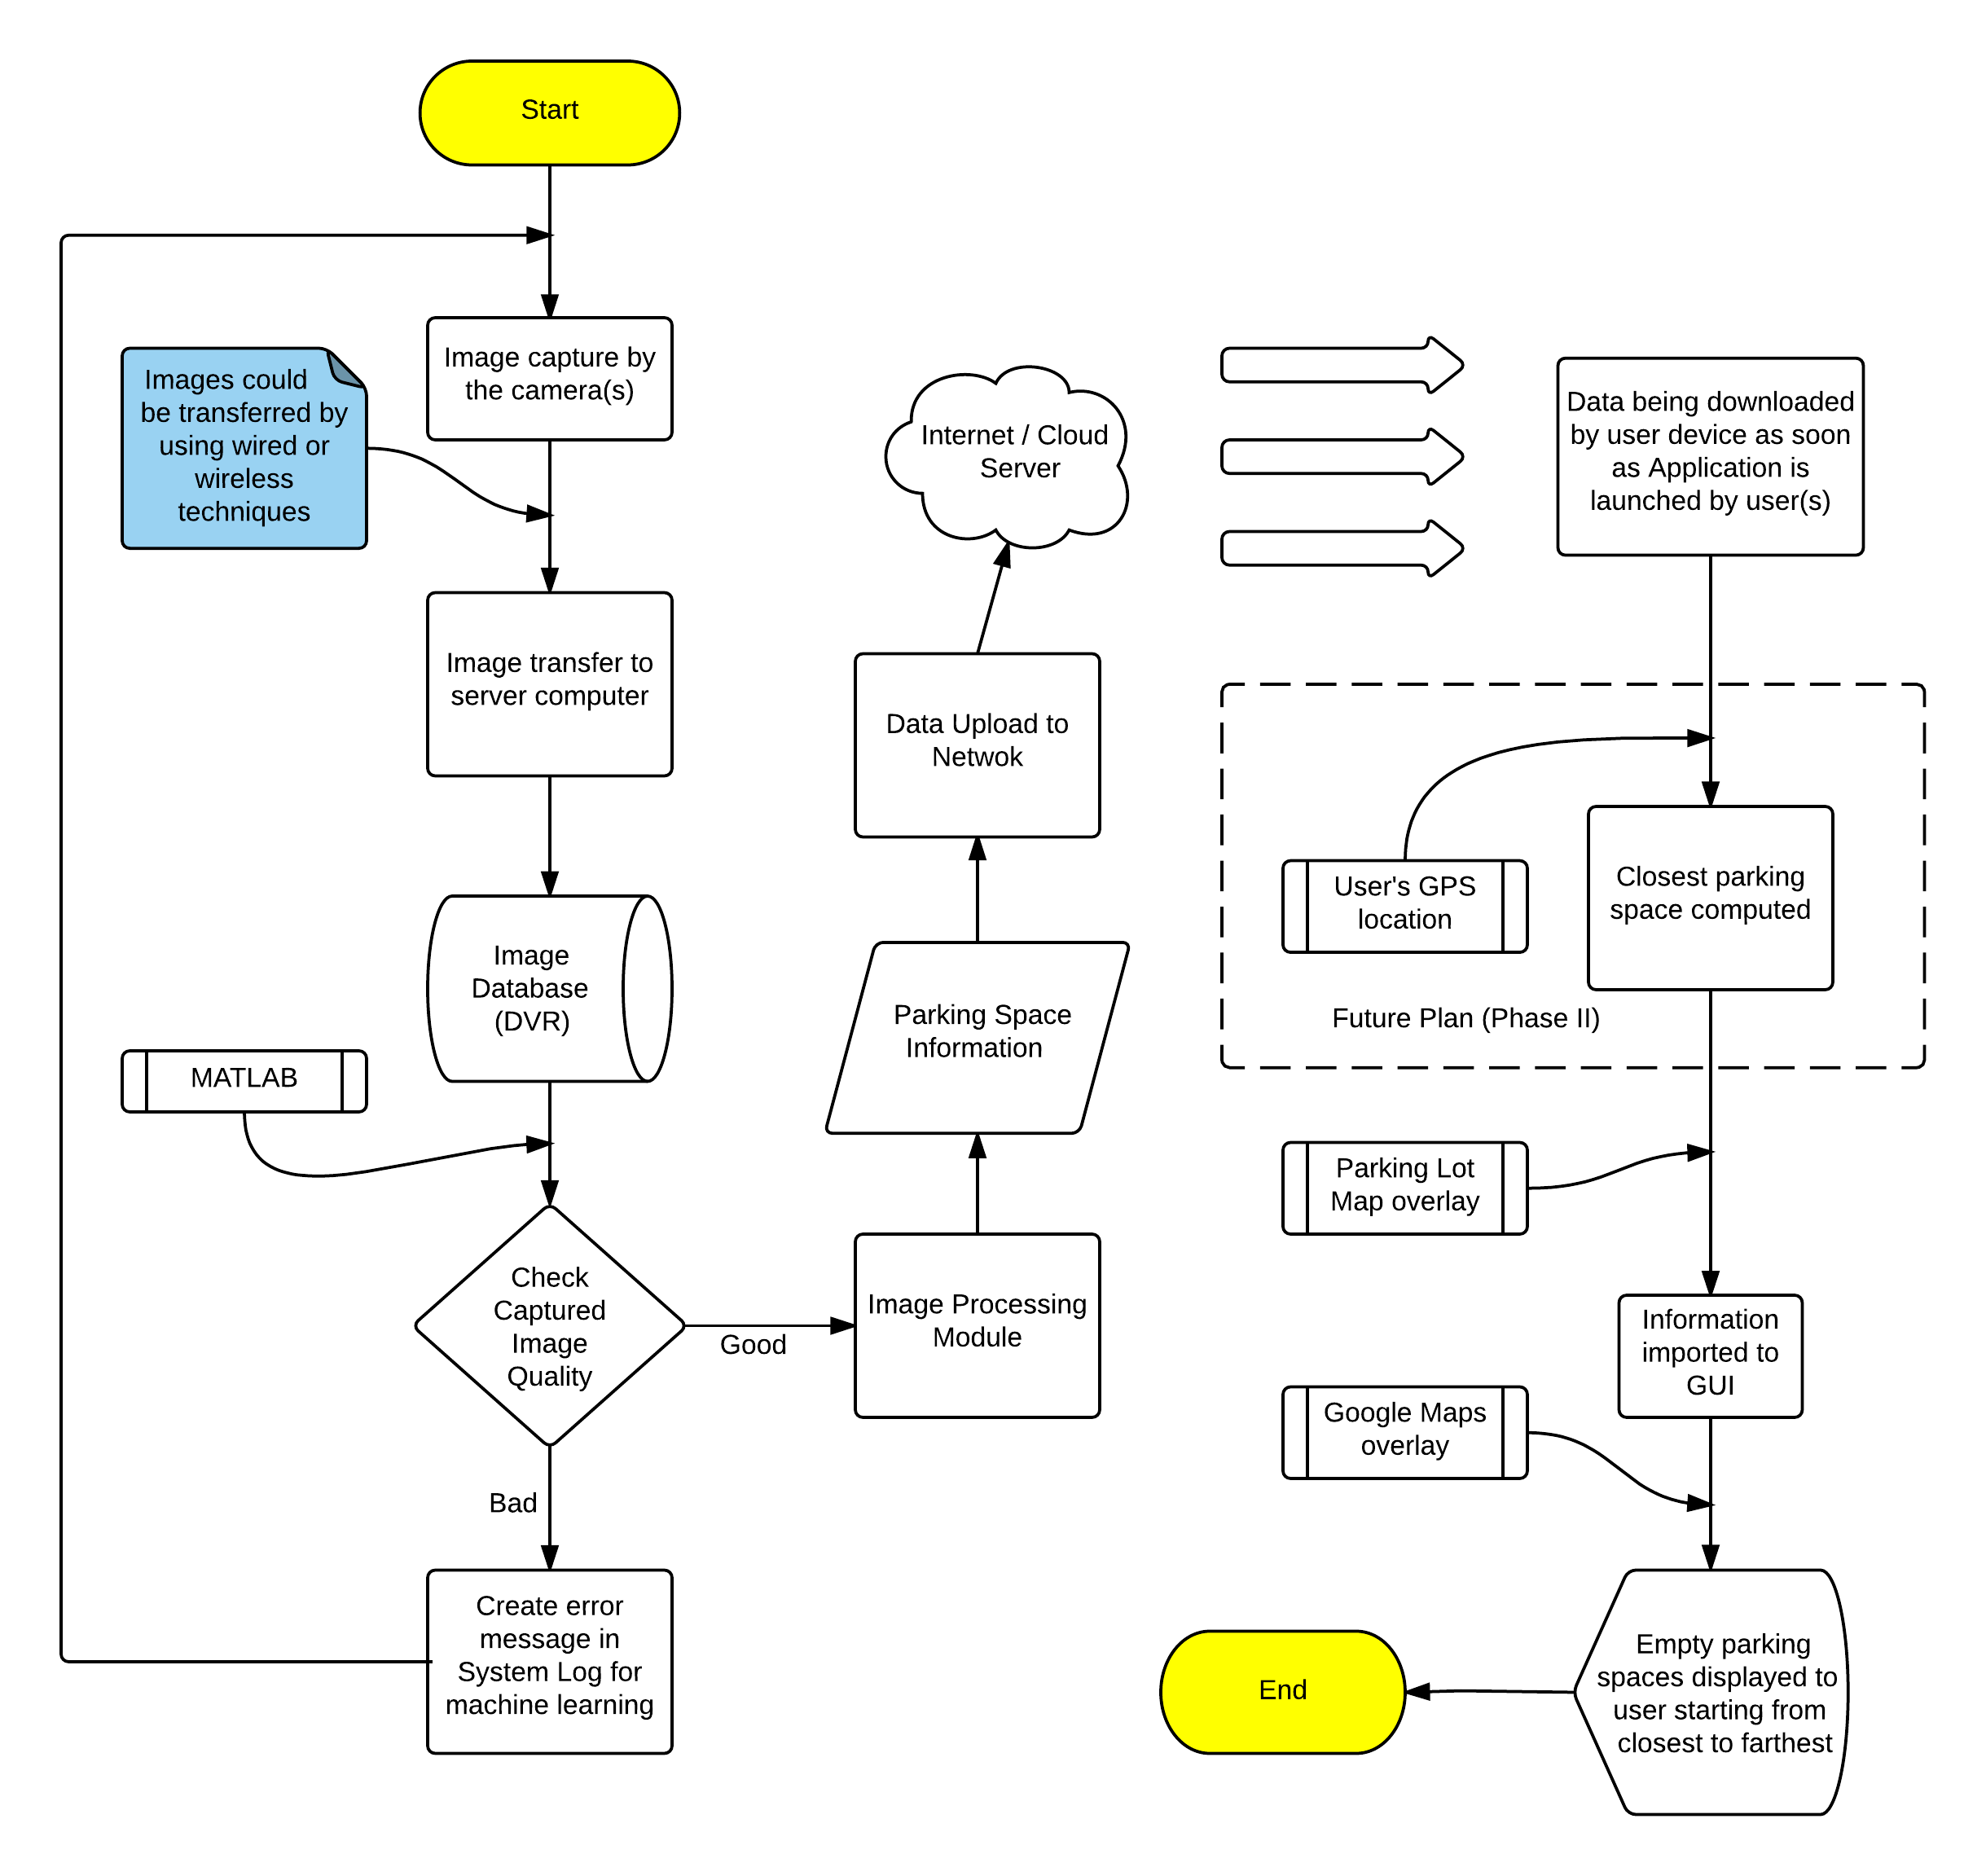 Start
Image capture by
the camera(s)
Images could
be transferred by
using wired or
wireless
techniques
Image transfer to
server computer
Image
Database
(DVR)
MATLAB
Check
Captured
Image
Quality
Good
Bad
Create error
message in
System Log for
machine learning
Image Processing
Module
Parking Space
Information
Data Upload to
Netwok
Internet / Cloud
Server
Data being downloaded
by user device as soon
as Application is
launched by user(s)
User's GPS
location
Closest parking
space computed
Future Plan (Phase II)
Parking Lot
Map overlay
Information
imported to
GUI
Google Maps
overlay
Empty parking
spaces displayed to
user starting from
closest to farthest
End